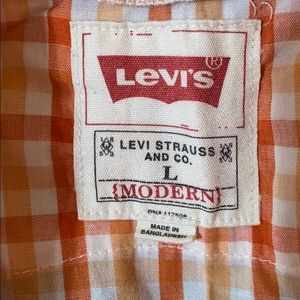 LEVI'S®
LEVI STRAUSS
AND CO.
L
{MODERN}
MADE IN
BANGLADESH